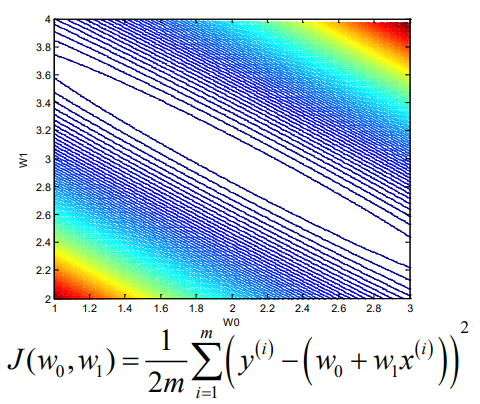 4
3.8
3.6
3.4
3.2
3
2.8
2.6
2.4
2.2
2
W1
1 1.2 1.4 1.6 1.8 2 2.2 2.4 2.6 2.8 3
W0
J(w₀, w₁) = 1/2m ∑ᵢ₌₁ᵐ (y⁽ⁱ⁾ − (w₀ + w₁x⁽ⁱ⁾))²